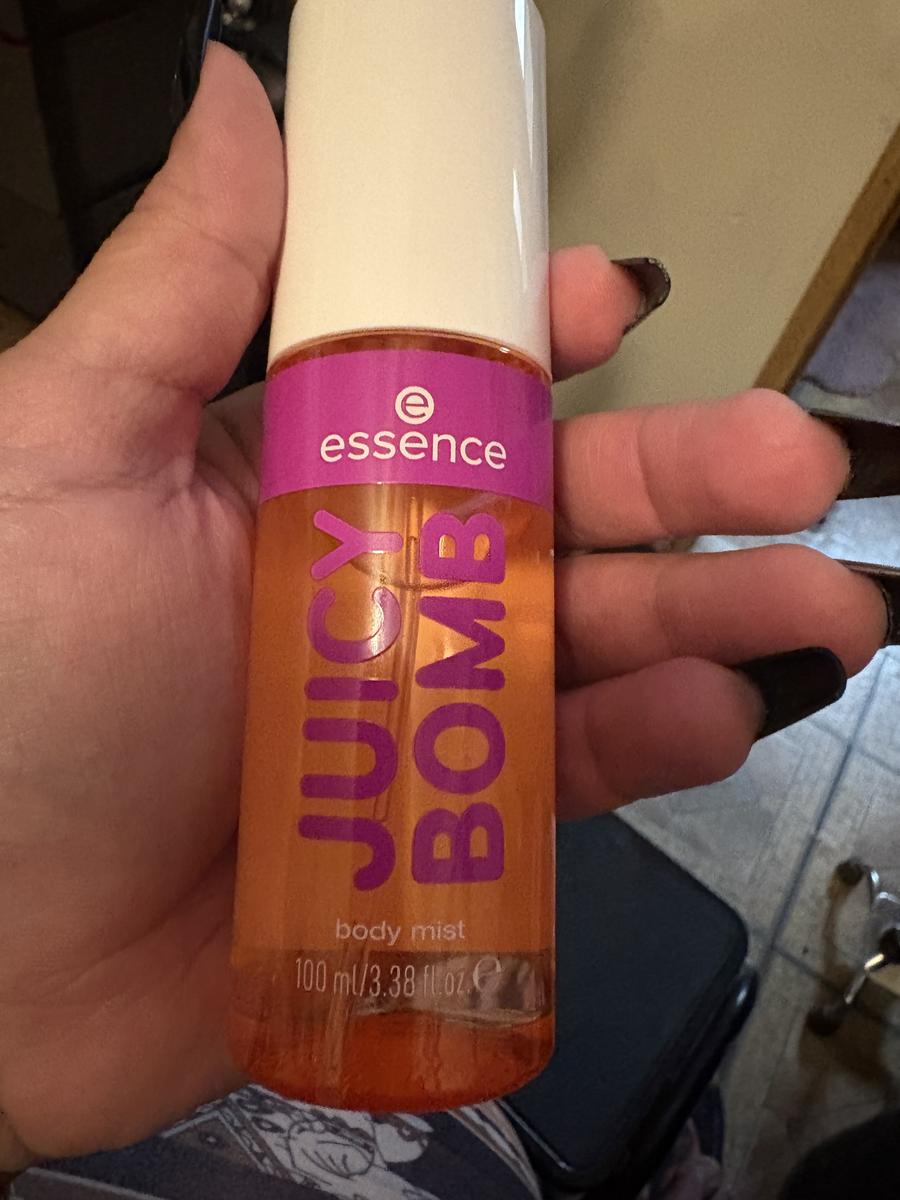 e
essence
JUICY
BOMB
body mist
100 ml/3.38 fl.oz. ℮